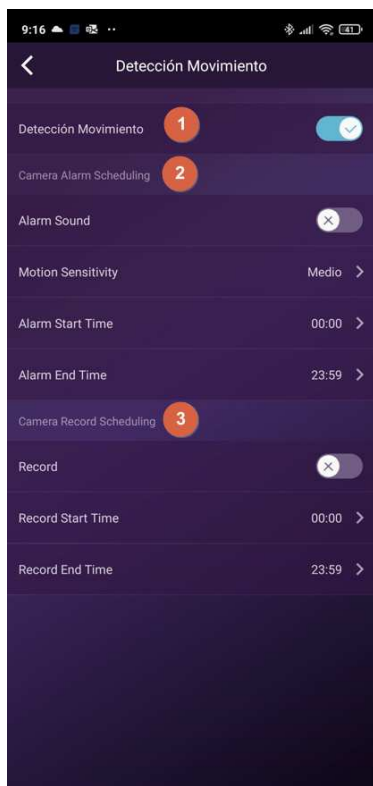 9:16
41
Detección Movimiento
Detección Movimiento 1
Camera Alarm Scheduling 2
Alarm Sound
Motion Sensitivity Medio
Alarm Start Time 00:00
Alarm End Time 23:59
Camera Record Scheduling 3
Record
Record Start Time 00:00
Record End Time 23:59